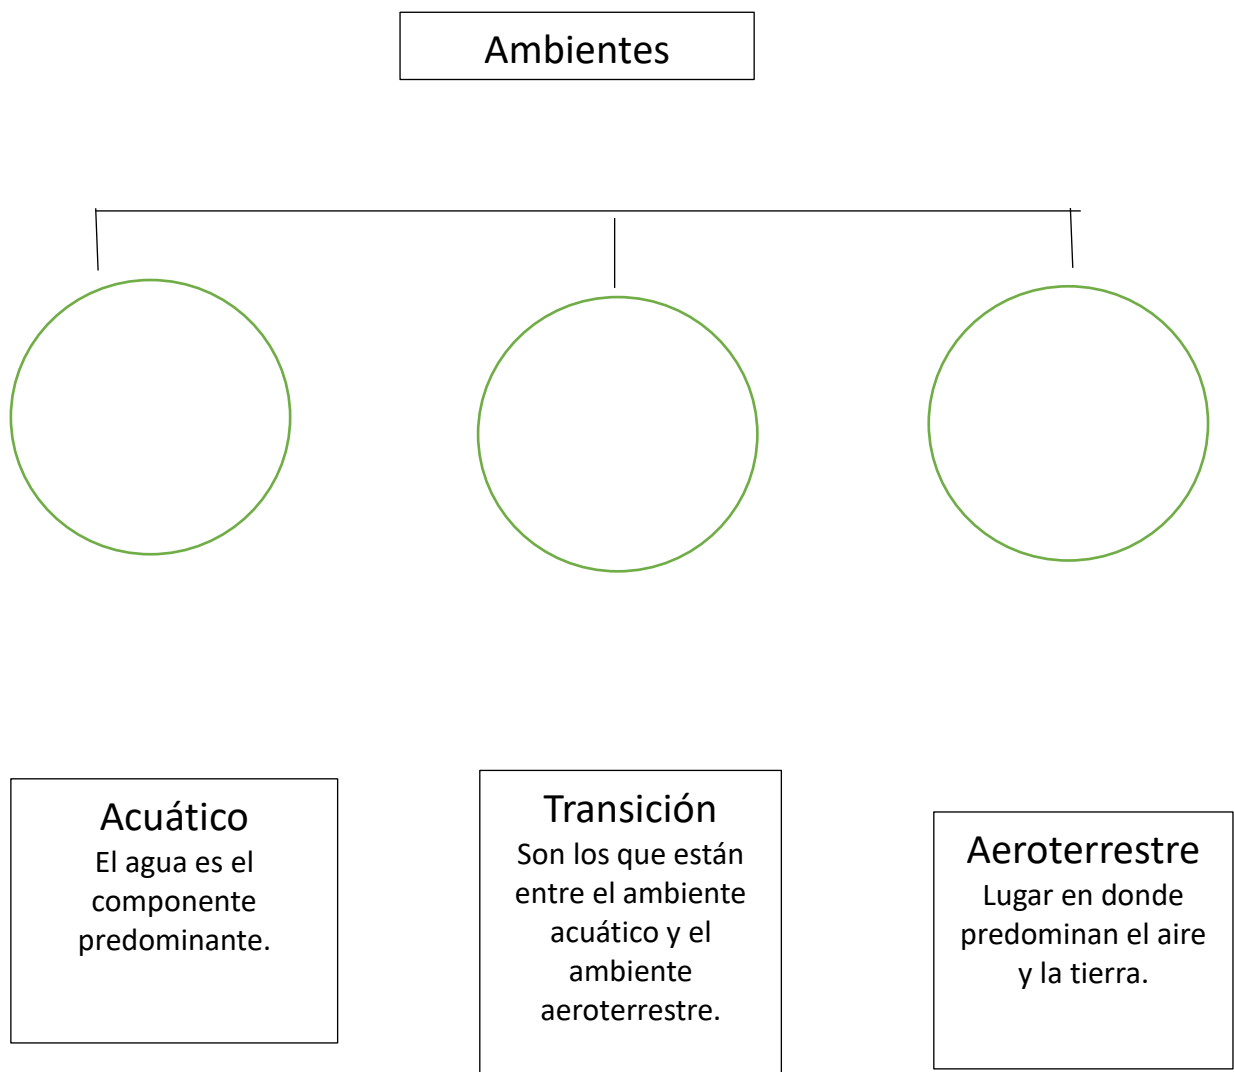 Ambientes
Acuático
El agua es el
componente
predominante.
Transición
Son los que están
entre el ambiente
acuático y el
ambiente
aeroterrestre.
Aeroterrestre
Lugar en donde
predominan el aire
y la tierra.